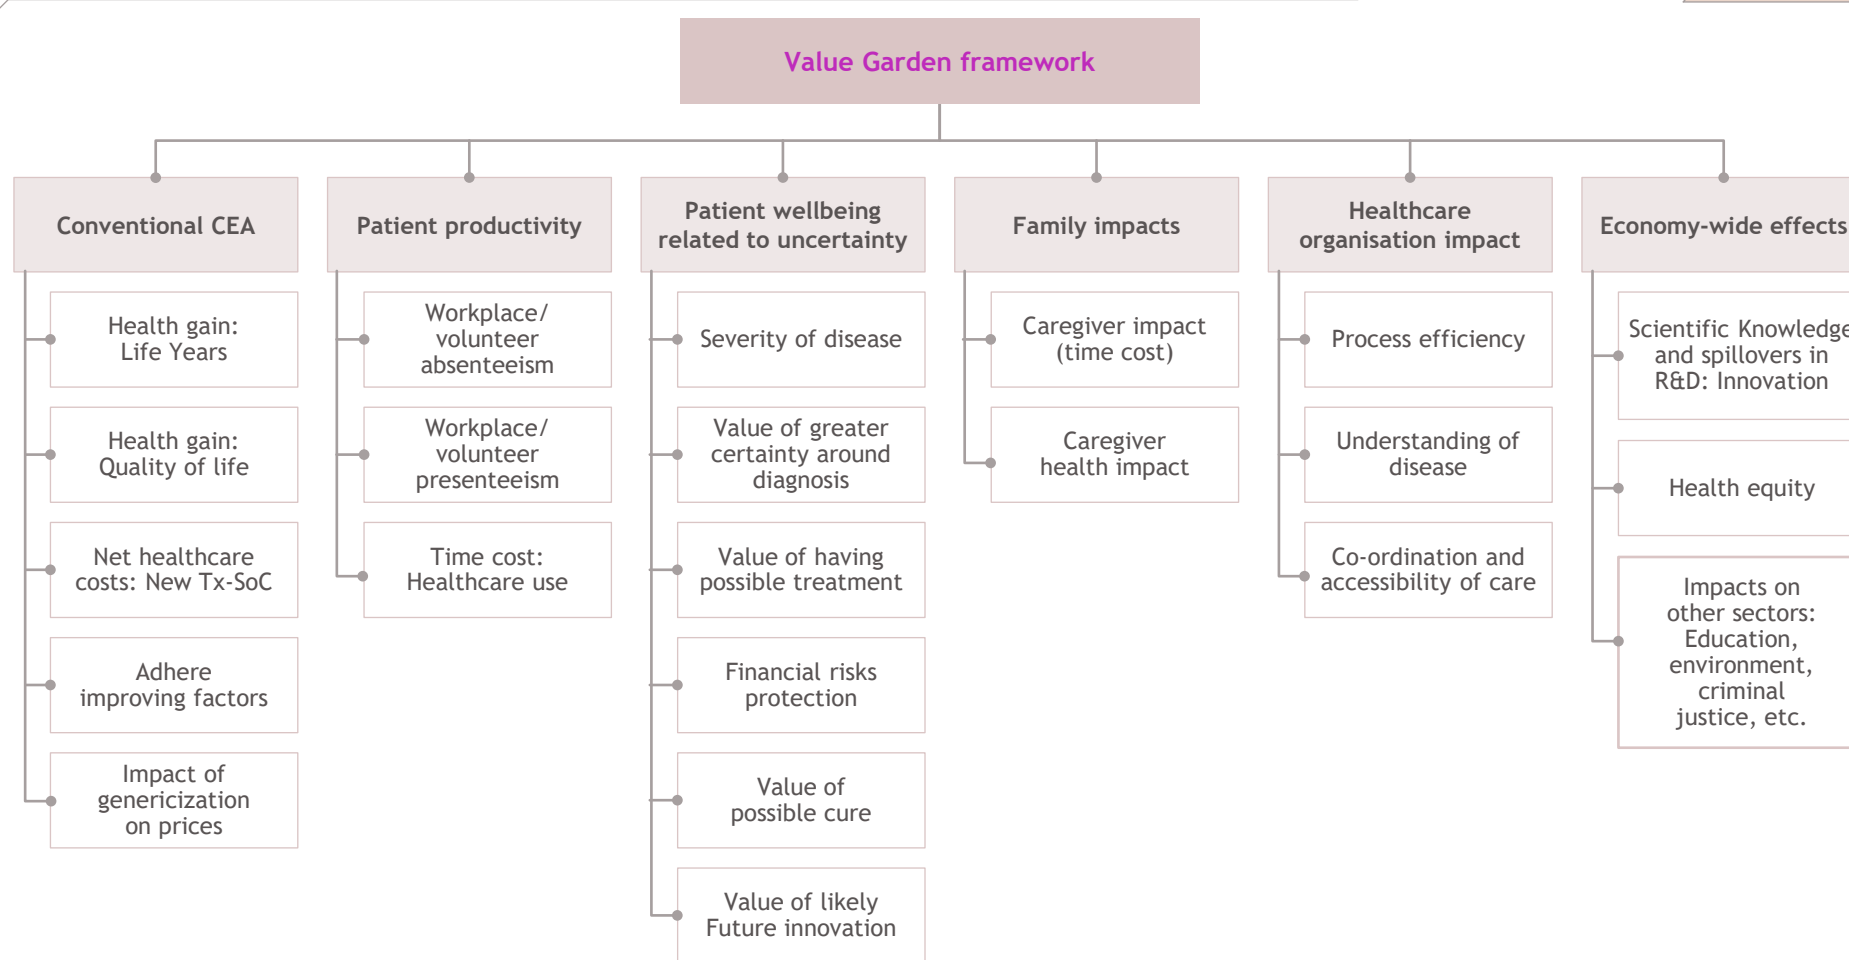 Value Garden framework
Conventional CEA
Health gain:
Life Years
Health gain:
Quality of life
Net healthcare
costs: New Tx-SoC
Adhere
improving factors
Impact of
genericization
on prices
Patient productivity
Workplace/
volunteer
absenteeism
Workplace/
volunteer
presenteeism
Time cost:
Healthcare use
Patient wellbeing
related to uncertainty
Severity of disease
Value of greater
certainty around
diagnosis
Value of having
possible treatment
Financial risks
protection
Value of
possible cure
Value of likely
Future innovation
Family impacts
Caregiver impact
(time cost)
Caregiver
health impact
Healthcare
organisation impact
Process efficiency
Understanding of
disease
Co-ordination and
accessibility of care
Economy-wide effects
Scientific Knowledge
and spillovers in
R&D: Innovation
Health equity
Impacts on
other sectors:
Education,
environment,
criminal
justice, etc.